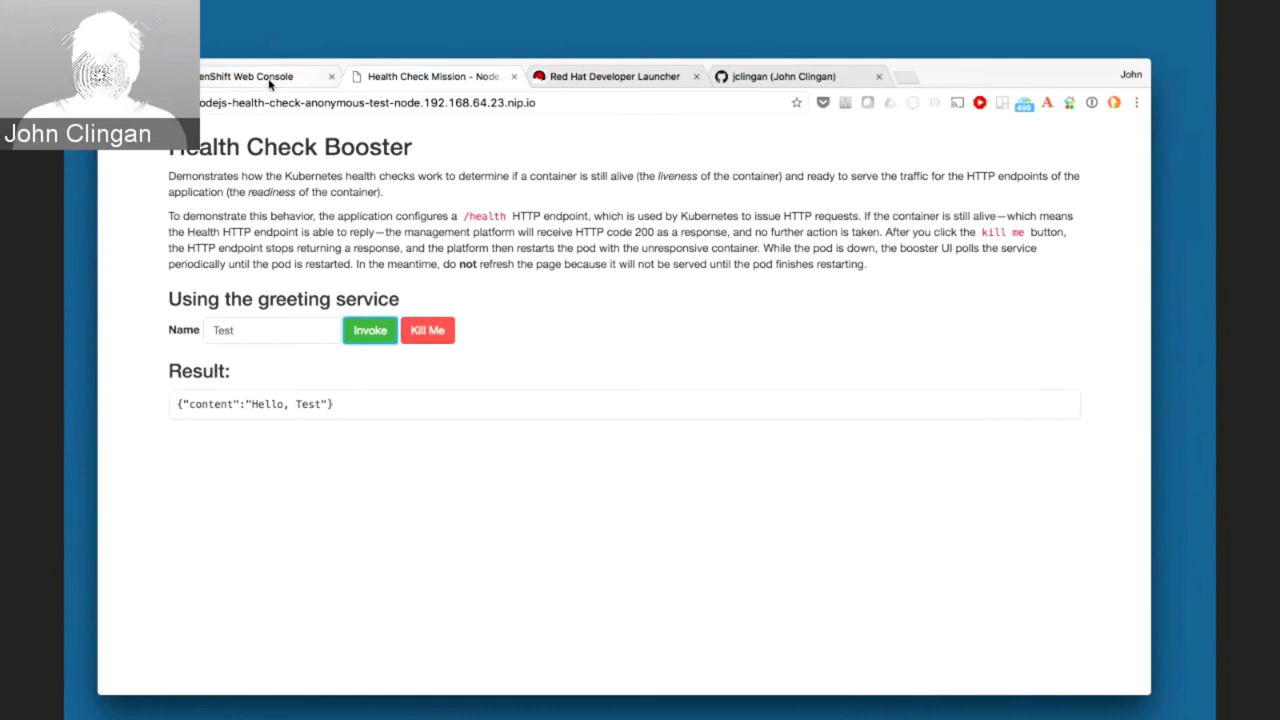 enShift Web Console
Health Check Mission - Node.
Red Hat Developer Launcher
jclingan (John Clingan)
John
odejs-health-check-anonymous-test-node.192.168.64.23.nip.io
John Clingan
Health Check Booster
Demonstrates how the Kubernetes health checks work to determine if a container is still alive (the liveness of the container) and ready to serve the traffic for the HTTP endpoints of the
application (the readiness of the container).
To demonstrate this behavior, the application configures a /health HTTP endpoint, which is used by Kubernetes to issue HTTP requests. If the container is still alive—which means
the Health HTTP endpoint is able to reply—the management platform will receive HTTP code 200 as a response, and no further action is taken. After you click the kill me button,
the HTTP endpoint stops returning a response, and the platform then restarts the pod with the unresponsive container. While the pod is down, the booster UI polls the service
periodically until the pod is restarted. In the meantime, do not refresh the page because it will not be served until the pod finishes restarting.
Using the greeting service
Name Test Invoke Kill Me
Result:
{"content":"Hello, Test"}